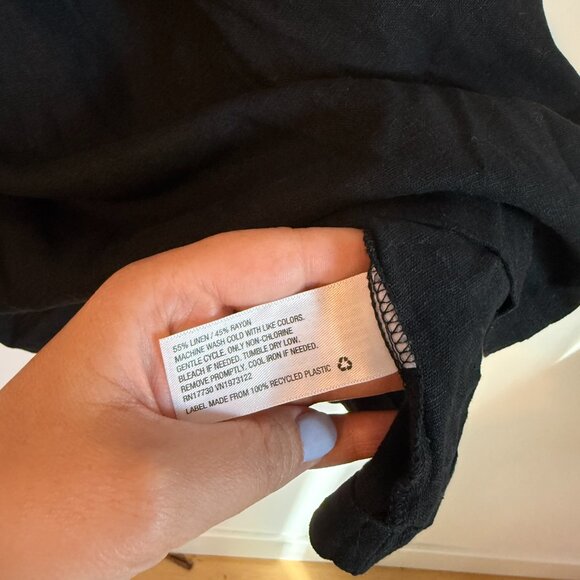 55% LINEN / 45% RAYON
MACHINE WASH COLD WITH LIKE COLORS.
GENTLE CYCLE. ONLY NON-CHLORINE
BLEACH IF NEEDED. TUMBLE DRY LOW.
REMOVE PROMPTLY. COOL IRON IF NEEDED.
RN17730 VN1973122
LABEL MADE FROM 100% RECYCLED PLASTIC